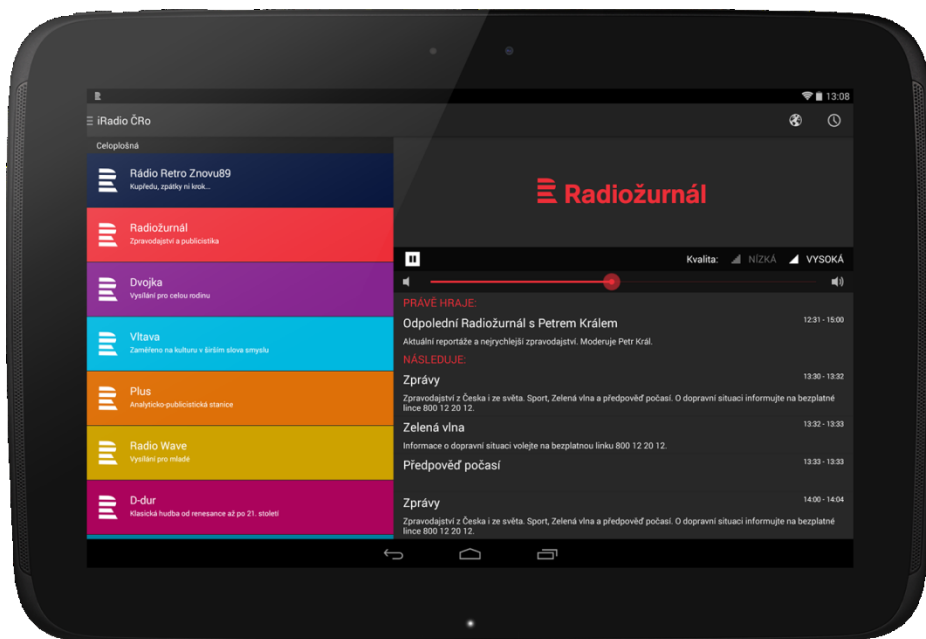 13:08
iRadio ČRo
Celoplošná
Rádio Retro Znovu89
Kupředu, zpátky ni krok...
Radiožurnál
Zpravodajství a publicistika
Dvojka
Vysílání pro celou rodinu
Vltava
Zaměřeno na kulturu v širším slova smyslu
Plus
Analyticko-publicistická stanice
Radio Wave
Vysílání pro mladé
D-dur
Klasická hudba od renesance až po 21. století
Radiožurnál
Kvalita: NÍZKÁ VYSOKÁ
PRÁVĚ HRAJE:
Odpolední Radiožurnál s Petrem Králem 12:31 - 15:00
Aktuální reportáže a nejrychlejší zpravodajství. Moderuje Petr Král.
NÁSLEDUJE:
Zprávy 13:30 - 13:32
Zpravodajství z Česka i ze světa. Sport, Zelená vlna a předpověď počasí. O dopravní situaci informujte na bezplatné
lince 800 12 20 12.
Zelená vlna 13:32 - 13:33
Informace o dopravní situaci volejte na bezplatnou linku 800 12 20 12.
Předpověď počasí 13:33 - 13:33
Zprávy 14:00 - 14:04
Zpravodajství z Česka i ze světa. Sport, Zelená vlna a předpověď počasí. O dopravní situaci informujte na bezplatné
lince 800 12 20 12.